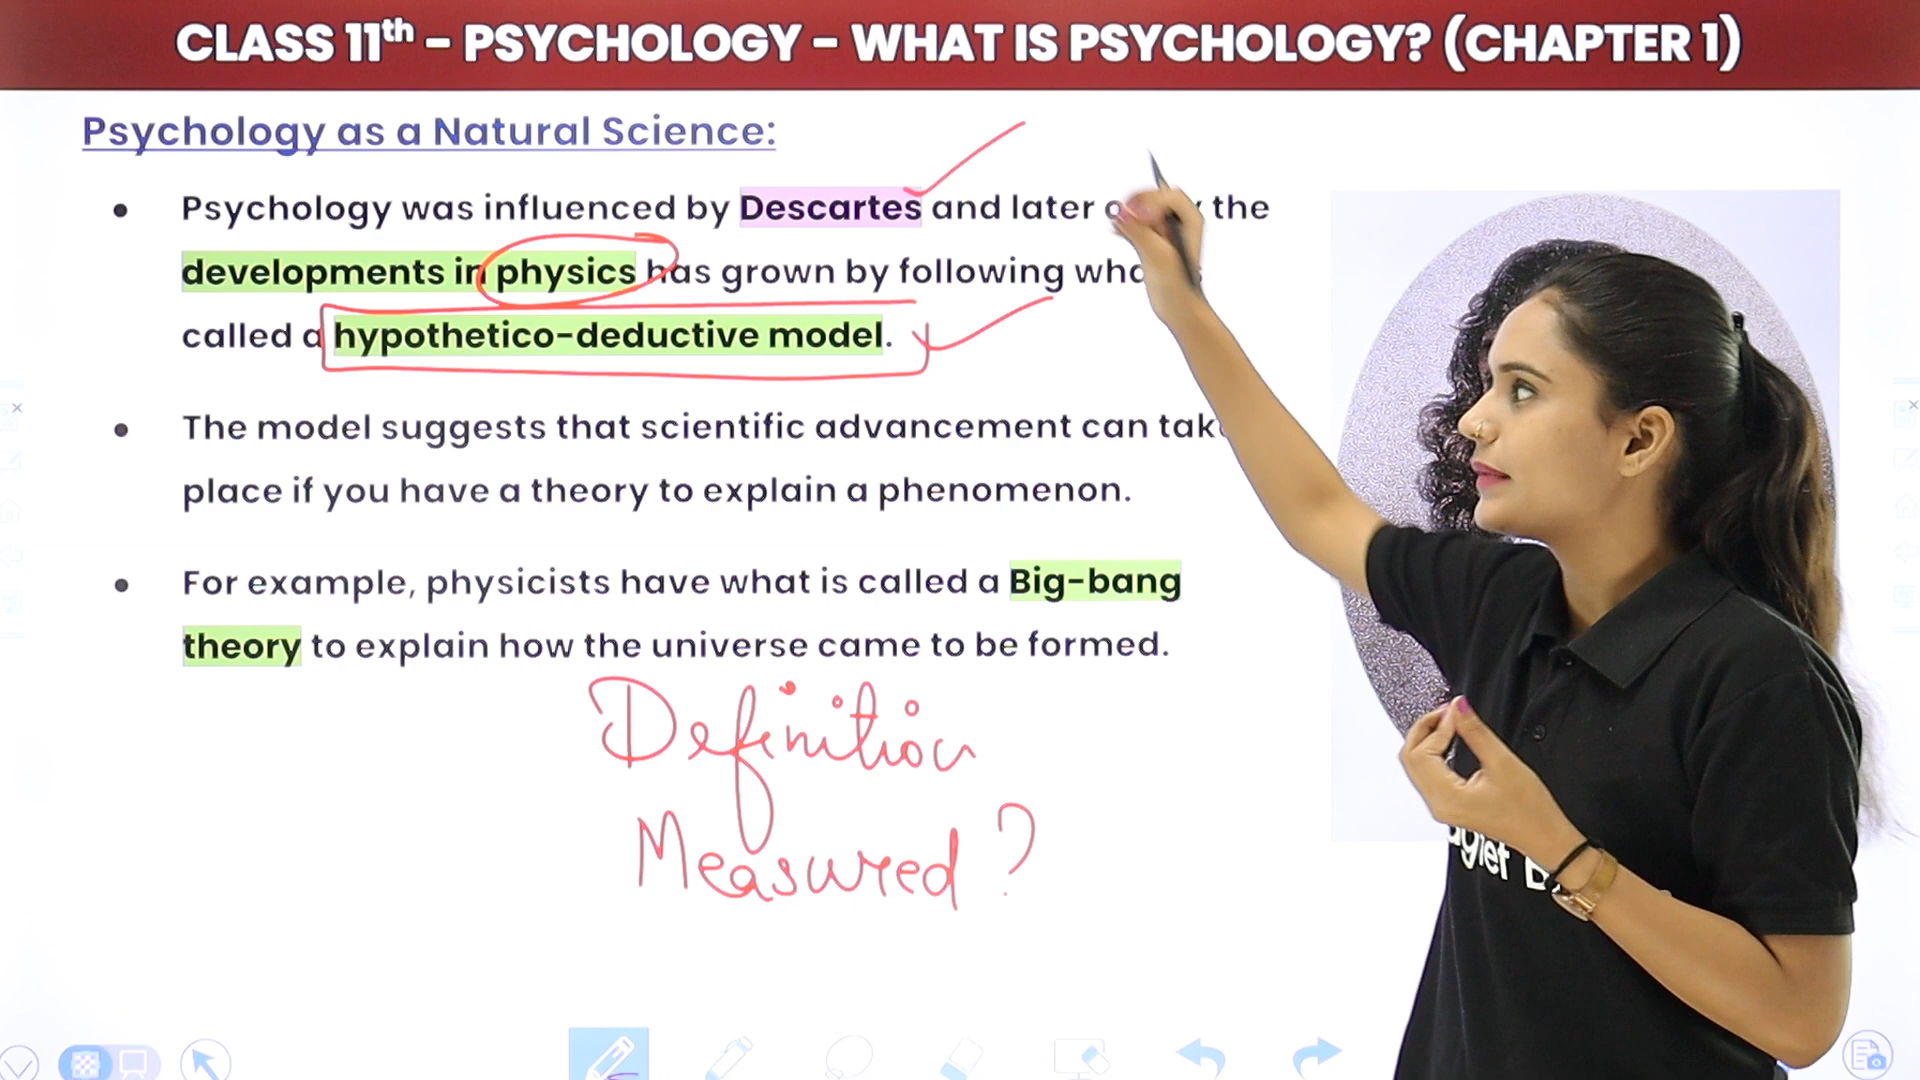 CLASS 11th – PSYCHOLOGY – WHAT IS PSYCHOLOGY? (CHAPTER 1)
Psychology as a Natural Science:
• Psychology was influenced by Descartes and later the
developments in physics has grown by following
called a hypothetico-deductive model.
• The model suggests that scientific advancement can
place if you have a theory to explain a phenomenon.
• For example, physicists have what is called a Big-bang
theory to explain how the universe came to be formed.
Definition
Measured ?